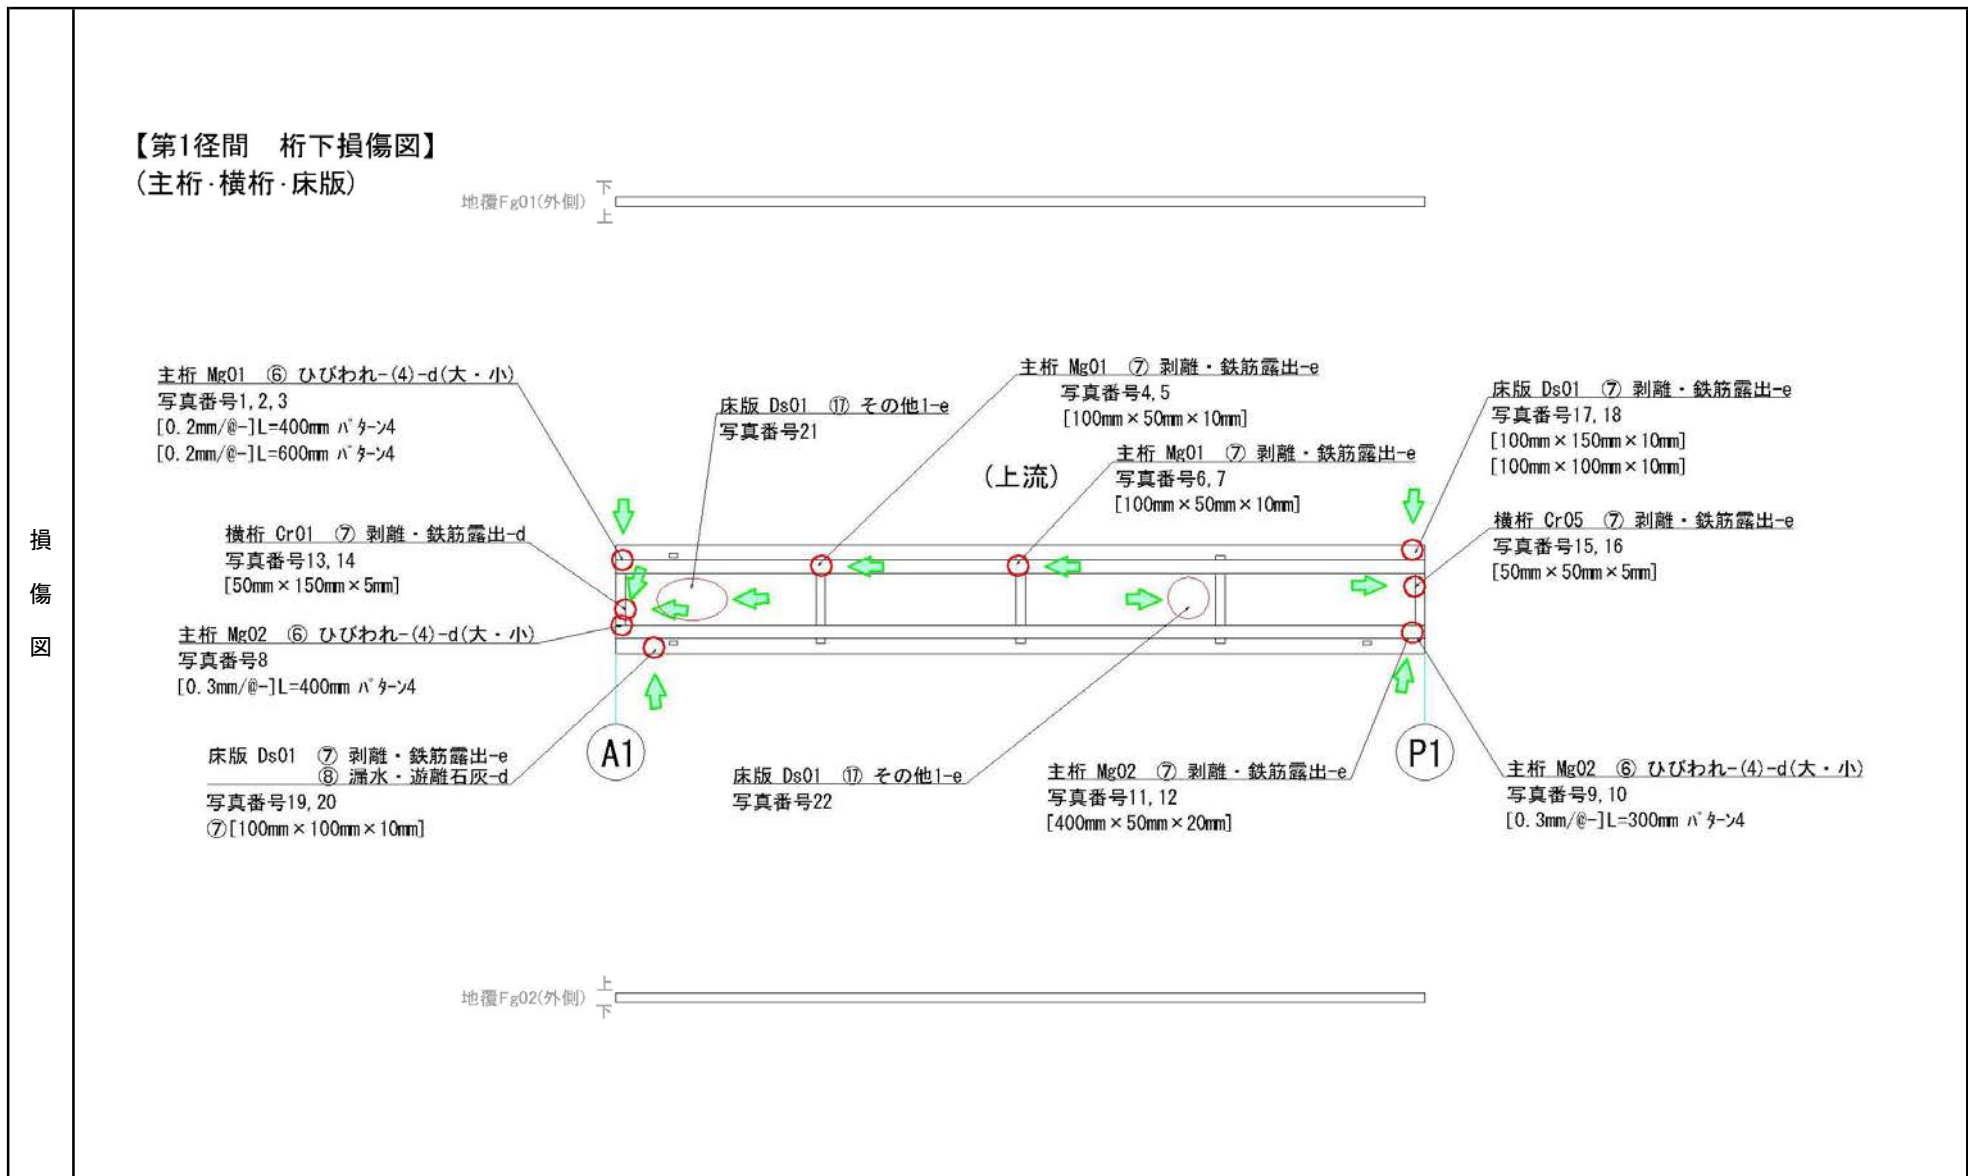 損傷図
【第1径間　桁下損傷図】
(主桁・横桁・床版)
地覆Fg01(外側)
下
上
主桁 Mg01　⑥ ひびわれ-(4)-d(大・小)
写真番号1,2,3
[0.2mm/@-]L=400mm ﾊﾟﾀｰﾝ4
[0.2mm/@-]L=600mm ﾊﾟﾀｰﾝ4
床版 Ds01　⑰ その他1-e
写真番号21
主桁 Mg01　⑦ 剥離・鉄筋露出-e
写真番号4,5
[100mm×50mm×10mm]
(上流)
主桁 Mg01　⑦ 剥離・鉄筋露出-e
写真番号6,7
[100mm×50mm×10mm]
床版 Ds01　⑦ 剥離・鉄筋露出-e
写真番号17,18
[100mm×150mm×10mm]
[100mm×100mm×10mm]
横桁 Cr01　⑦ 剥離・鉄筋露出-d
写真番号13,14
[50mm×150mm×5mm]
横桁 Cr05　⑦ 剥離・鉄筋露出-e
写真番号15,16
[50mm×50mm×5mm]
主桁 Mg02　⑥ ひびわれ-(4)-d(大・小)
写真番号8
[0.3mm/@-]L=400mm ﾊﾟﾀｰﾝ4
A1
P1
床版 Ds01　⑦ 剥離・鉄筋露出-e
⑧ 漏水・遊離石灰-d
写真番号19,20
⑦[100mm×100mm×10mm]
床版 Ds01　⑰ その他1-e
写真番号22
主桁 Mg02　⑦ 剥離・鉄筋露出-e
写真番号11,12
[400mm×50mm×20mm]
主桁 Mg02　⑥ ひびわれ-(4)-d(大・小)
写真番号9,10
[0.3mm/@-]L=300mm ﾊﾟﾀｰﾝ4
地覆Fg02(外側)
上
下